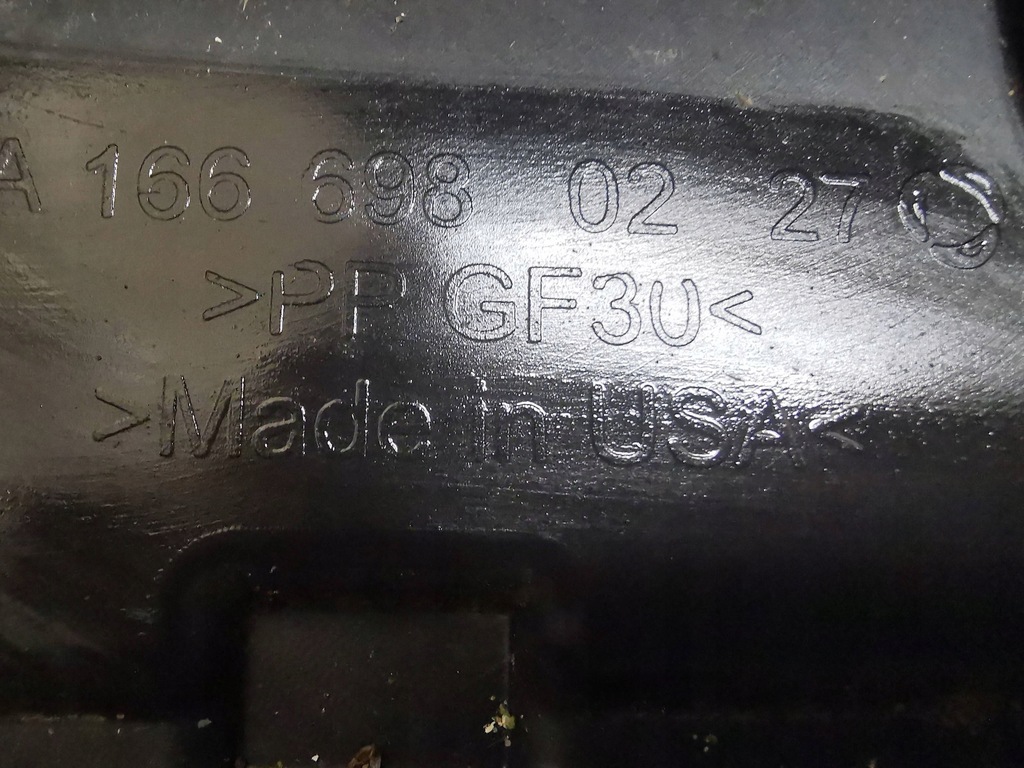 A 166 698 02 27
>PP GF30<
>Made in USA<